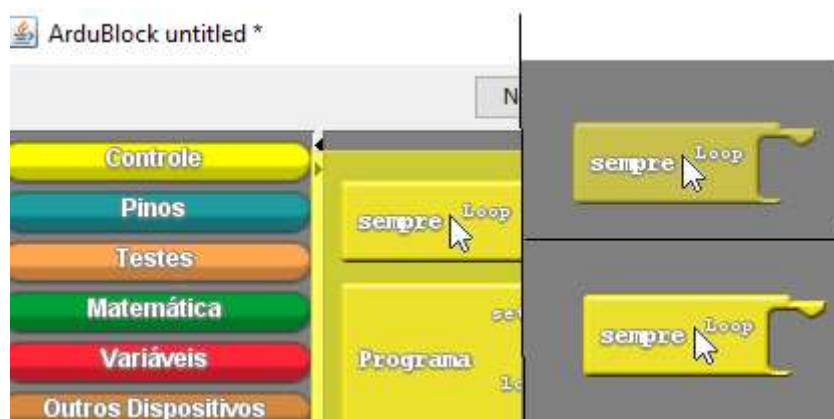 ArduBlock untitled *
N
Controle
Pinos
Testes
Matemática
Variáveis
Outros Dispositivos
sempre Loop
Programa
sempre Loop
sempre Loop